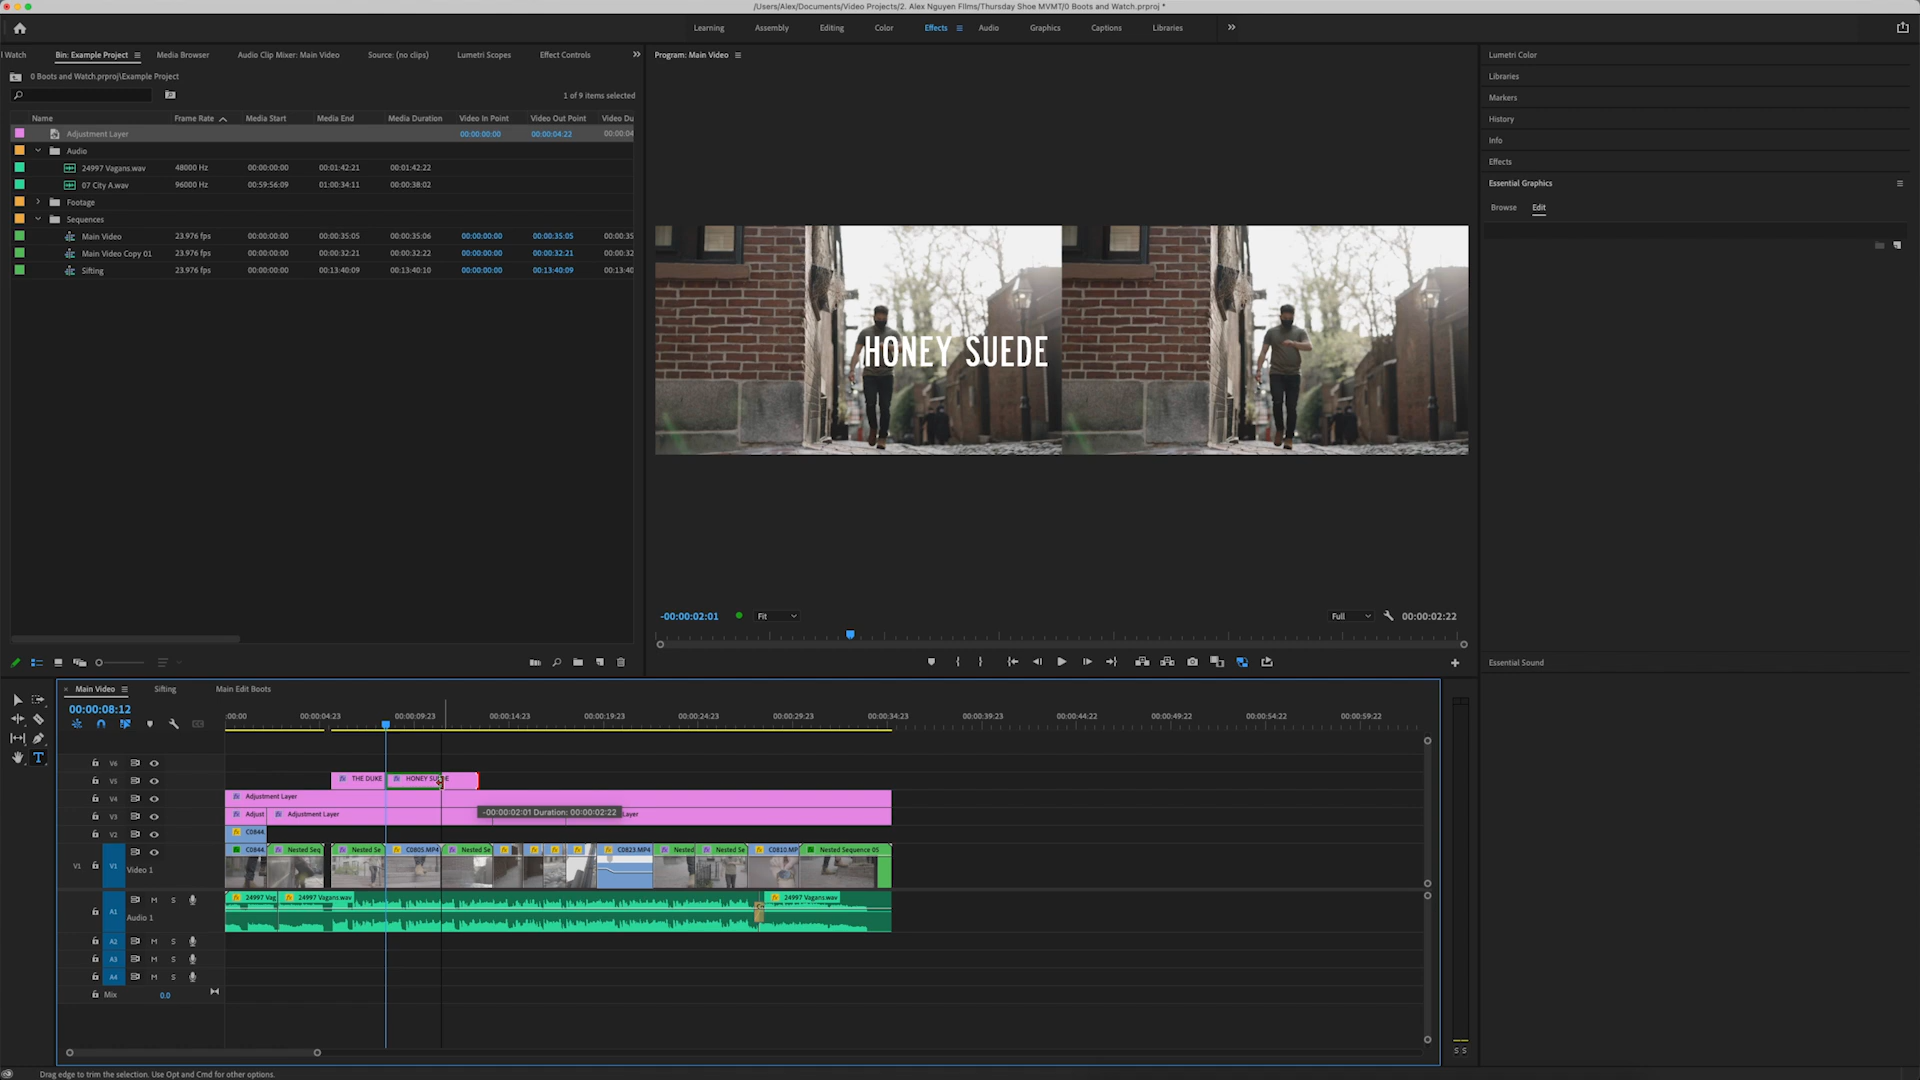 /Users/Alex/Documents/Video Projects/2. Alex Nguyen Films/Thursday Shoe MVMT/0 Boots and Watch.prproj *
Learning Assembly Editing Color Effects Audio Graphics Captions Libraries
Watch Bin: Example Project Media Browser Audio Clip Mixer: Main Video Source: (no clips) Lumetri Scopes Effect Controls
0 Boots and Watch.prproj\Example Project
1 of 9 items selected
Name Frame Rate Media Start Media End Media Duration Video In Point Video Out Point Video Du
Adjustment Layer 00:00:00:00 00:00:04:22 00:00:04
Audio
24997 Vagans.wav 48000 Hz 00:00:00:00 00:01:42:21 00:01:42:22
07 City A.wav 96000 Hz 00:59:56:09 01:00:34:11 00:00:38:02
Footage
Sequences
Main Video 23.976 fps 00:00:00:00 00:00:35:05 00:00:35:06 00:00:00:00 00:00:35:05 00:00:35
Main Video Copy 01 23.976 fps 00:00:00:00 00:00:32:21 00:00:32:22 00:00:00:00 00:00:32:21 00:00:32
Sifting 23.976 fps 00:00:00:00 00:13:40:09 00:13:40:10 00:00:00:00 00:13:40:09 00:13:40
Program: Main Video
HONEY SUEDE
-00:00:02:01 Fit Full 00:00:02:22
Lumetri Color
Libraries
Markers
History
Info
Effects
Essential Graphics
Browse Edit
Essential Sound
Main Video Sifting Main Edit Boots
00:00:08:12
:00:00 00:00:04:23 00:00:09:23 00:00:14:23 00:00:19:23 00:00:24:23 00:00:29:23 00:00:34:23 00:00:39:23 00:00:44:22 00:00:49:22 00:00:54:22 00:00:59:22
V6
V5 THE DUKE HONEY SUEDE
V4 Adjustment Layer
-00:00:02:01 Duration: 00:00:02:22
V3 Adjust Adjustment Layer Layer
V2 C0844.
C0844. Nested Seq Nested Se C0805.MP4 Nested Se C0823.MP4 Nested Nested Se C0810.MP4 Nested Sequence 05
V1 V1 Video 1
24997 Vag 24997 Vagans.wav 24997 Vagans.wav
A1 M S
Audio 1
A2 M S
A3 M S
A4 M S
Mix 0.0
S S
Drag edge to trim the selection. Use Opt and Cmd for other options.